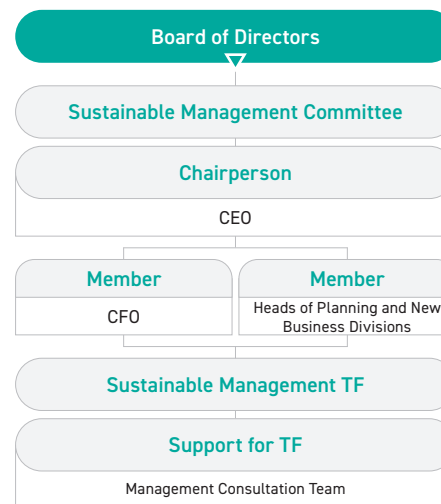 Board of Directors
Sustainable Management Committee
Chairperson
CEO
Member
CFO
Member
Heads of Planning and New
Business Divisions
Sustainable Management TF
Support for TF
Management Consultation Team